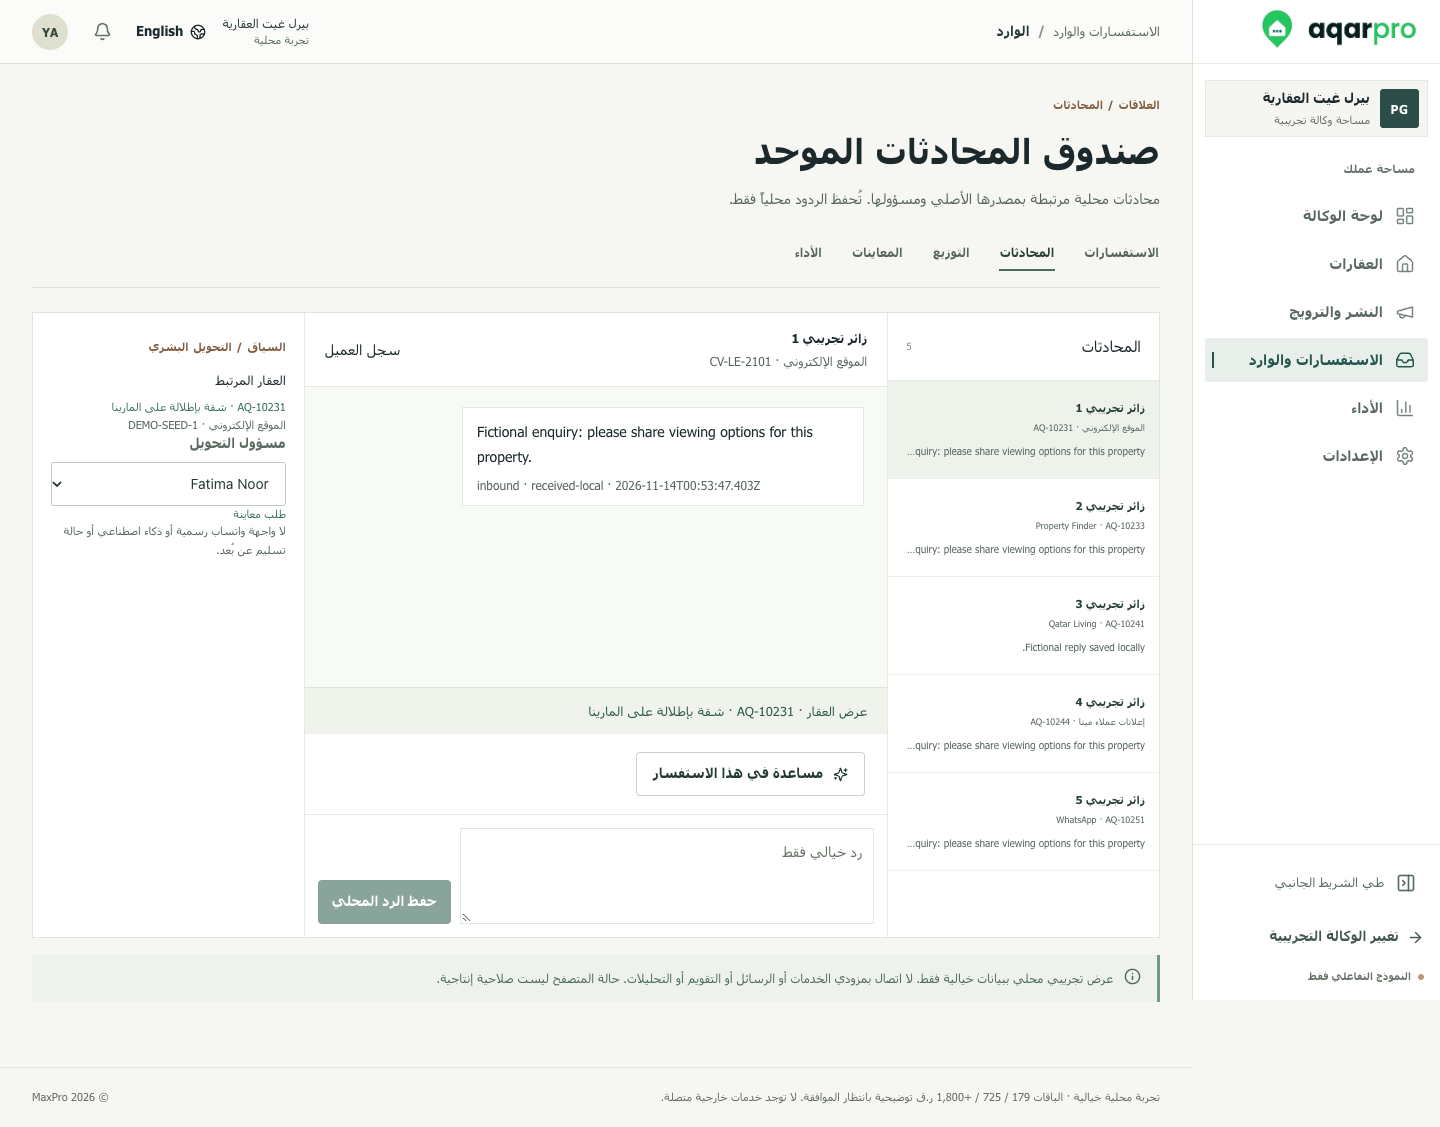 aqarpro
PG
بيرل غيت العقارية
مساحة وكالة تجريبية
مساحة عملك
لوحة الوكالة
العقارات
النشر والترويج
الاستفسارات والوارد
الأداء
الإعدادات
طي الشريط الجانبي
تغيير الوكالة التجريبية
النموذج التفاعلي فقط
الاستفسارات والوارد / الوارد
بيرل غيت العقارية
تجربة محلية
English
YA
العلاقات / المحادثات
صندوق المحادثات الموحد
محادثات محلية مرتبطة بمصدرها الأصلي ومسؤولها. تُحفظ الردود محلياً فقط.
الاستفسارات
المحادثات
التوزيع
المعاينات
الأداء
المحادثات
5
زائر تجريبي 1
الموقع الإلكتروني · AQ-10231
...quiry: please share viewing options for this property
زائر تجريبي 2
Property Finder · AQ-10233
...quiry: please share viewing options for this property
زائر تجريبي 3
Qatar Living · AQ-10241
Fictional reply saved locally.
زائر تجريبي 4
إعلانات عملاء ميتا · AQ-10244
...quiry: please share viewing options for this property
زائر تجريبي 5
WhatsApp · AQ-10251
...quiry: please share viewing options for this property
زائر تجريبي 1
الموقع الإلكتروني · CV-LE-2101
سجل العميل
Fictional enquiry: please share viewing options for this
property.
inbound · received-local · 2026-11-14T00:53:47.403Z
عرض العقار · AQ-10231 · شقة بإطلالة على المارينا
مساعدة في هذا الاستفسار
رد خيالي فقط
حفظ الرد المحلي
السياق / التحويل البشري
العقار المرتبط
AQ-10231 · شقة بإطلالة على المارينا
الموقع الإلكتروني · DEMO-SEED-1
مسؤول التحويل
Fatima Noor
طلب معاينة
لا واجهة واتساب رسمية أو ذكاء اصطناعي أو حالة
تسليم عن بُعد.
عرض تجريبي محلي ببيانات خيالية فقط. لا اتصال بمزودي الخدمات أو الرسائل أو التقويم أو التحليلات. حالة المتصفح ليست صلاحية إنتاجية.
تجربة محلية خيالية · الباقات 179 / 725 / +1,800 ر.ق توضيحية بانتظار الموافقة. لا توجد خدمات خارجية متصلة.
© 2026 MaxPro